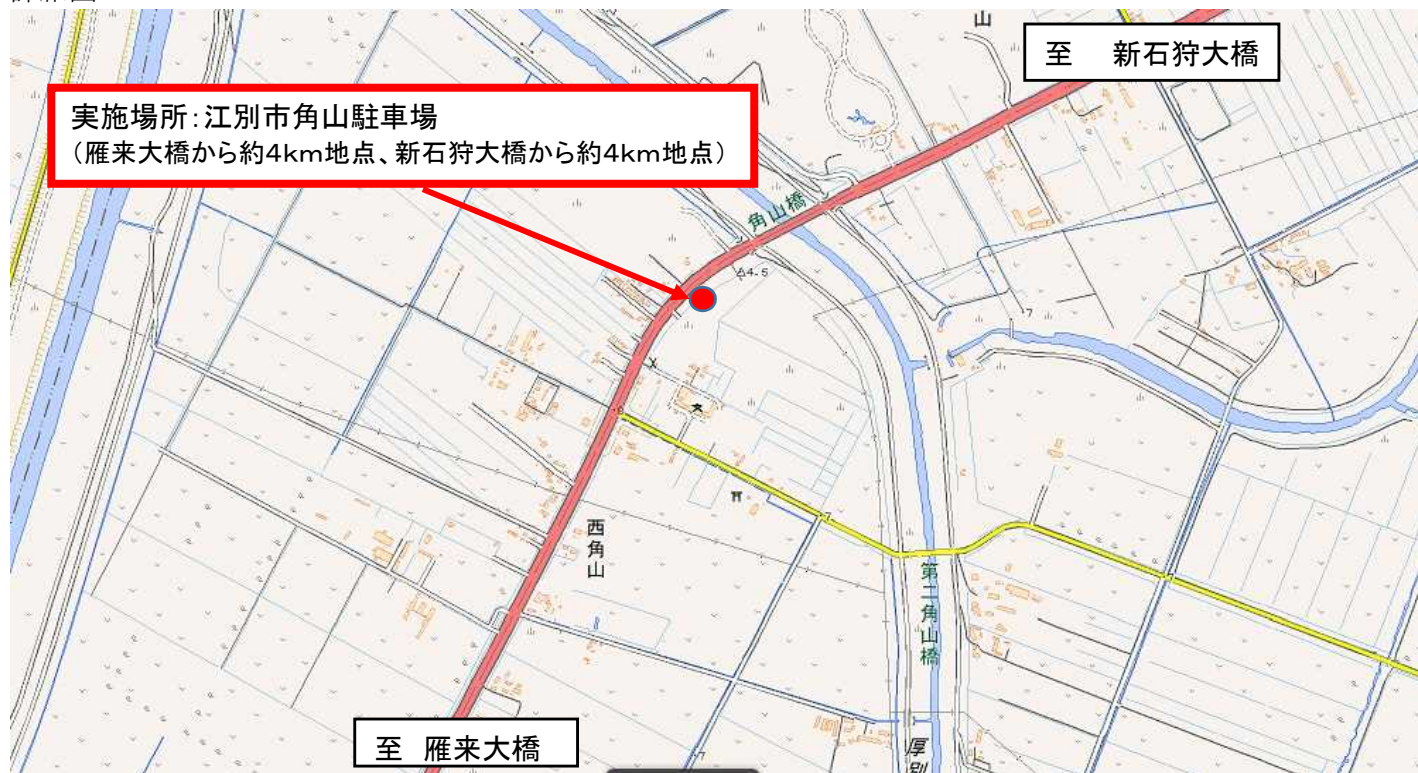 山
至 新石狩大橋
実施場所：江別市角山駐車場
（雁来大橋から約4km地点、新石狩大橋から約4km地点）
角山橋
4.5
7
西角山
7
第二角山橋
至 雁来大橋
7
厚別